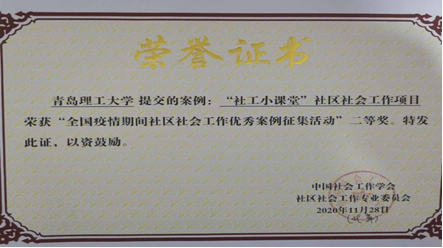 荣誉证书
青岛理工大学 提交的案例：“社工小课堂”社区社会工作项目
荣获“全国疫情期间社区社会工作优秀案例征集活动”二等奖。特发
此证，以资鼓励。
中国社会工作学会
社区社会工作专业委员会
2020年11月28日